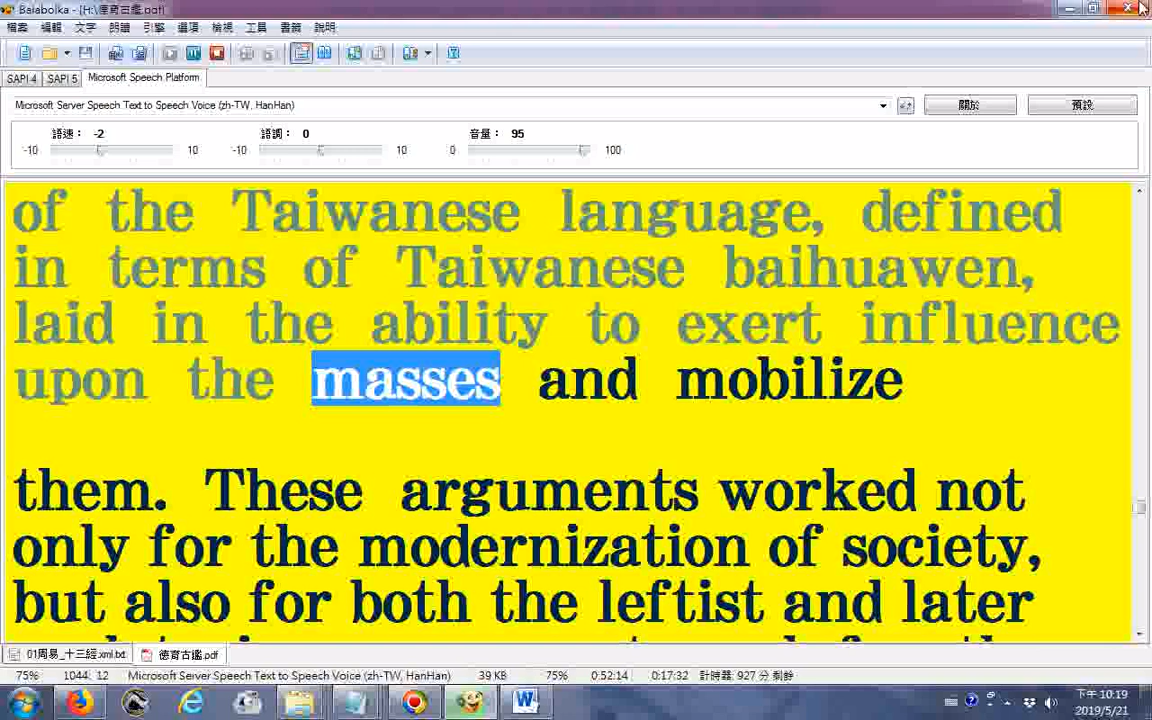 Balabolka - [H:\德育古鑑.pdf]
檔案 編輯 文字 朗讀 引擎 選項 檢視 工具 書籤 說明
SAPI 4 SAPI 5 Microsoft Speech Platform
Microsoft Server Speech Text to Speech Voice (zh-TW, HanHan) 關於 預設
語速： -2 語調： 0 音量： 95
-10 10 -10 10 0 100
of the Taiwanese language, defined
in terms of Taiwanese baihuawen,
laid in the ability to exert influence
upon the masses and mobilize
them. These arguments worked not
only for the modernization of society,
but also for both the leftist and later
01周易_十三經.xml.txt 德育古鑑.pdf
75% 1044: 12 Microsoft Server Speech Text to Speech Voice (zh-TW, HanHan) 39 KB 75% 0:52:14 0:17:32 計時器: 927 分 剩餘
下午 10:19
2019/5/21